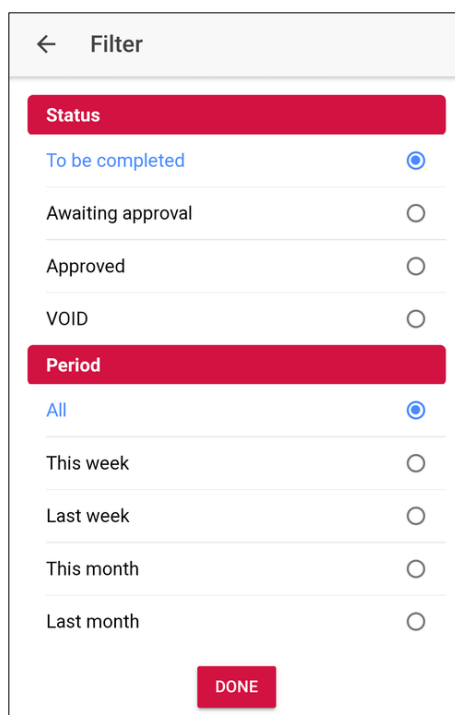 Filter
Status
To be completed
Awaiting approval
Approved
VOID
Period
All
This week
Last week
This month
Last month
DONE